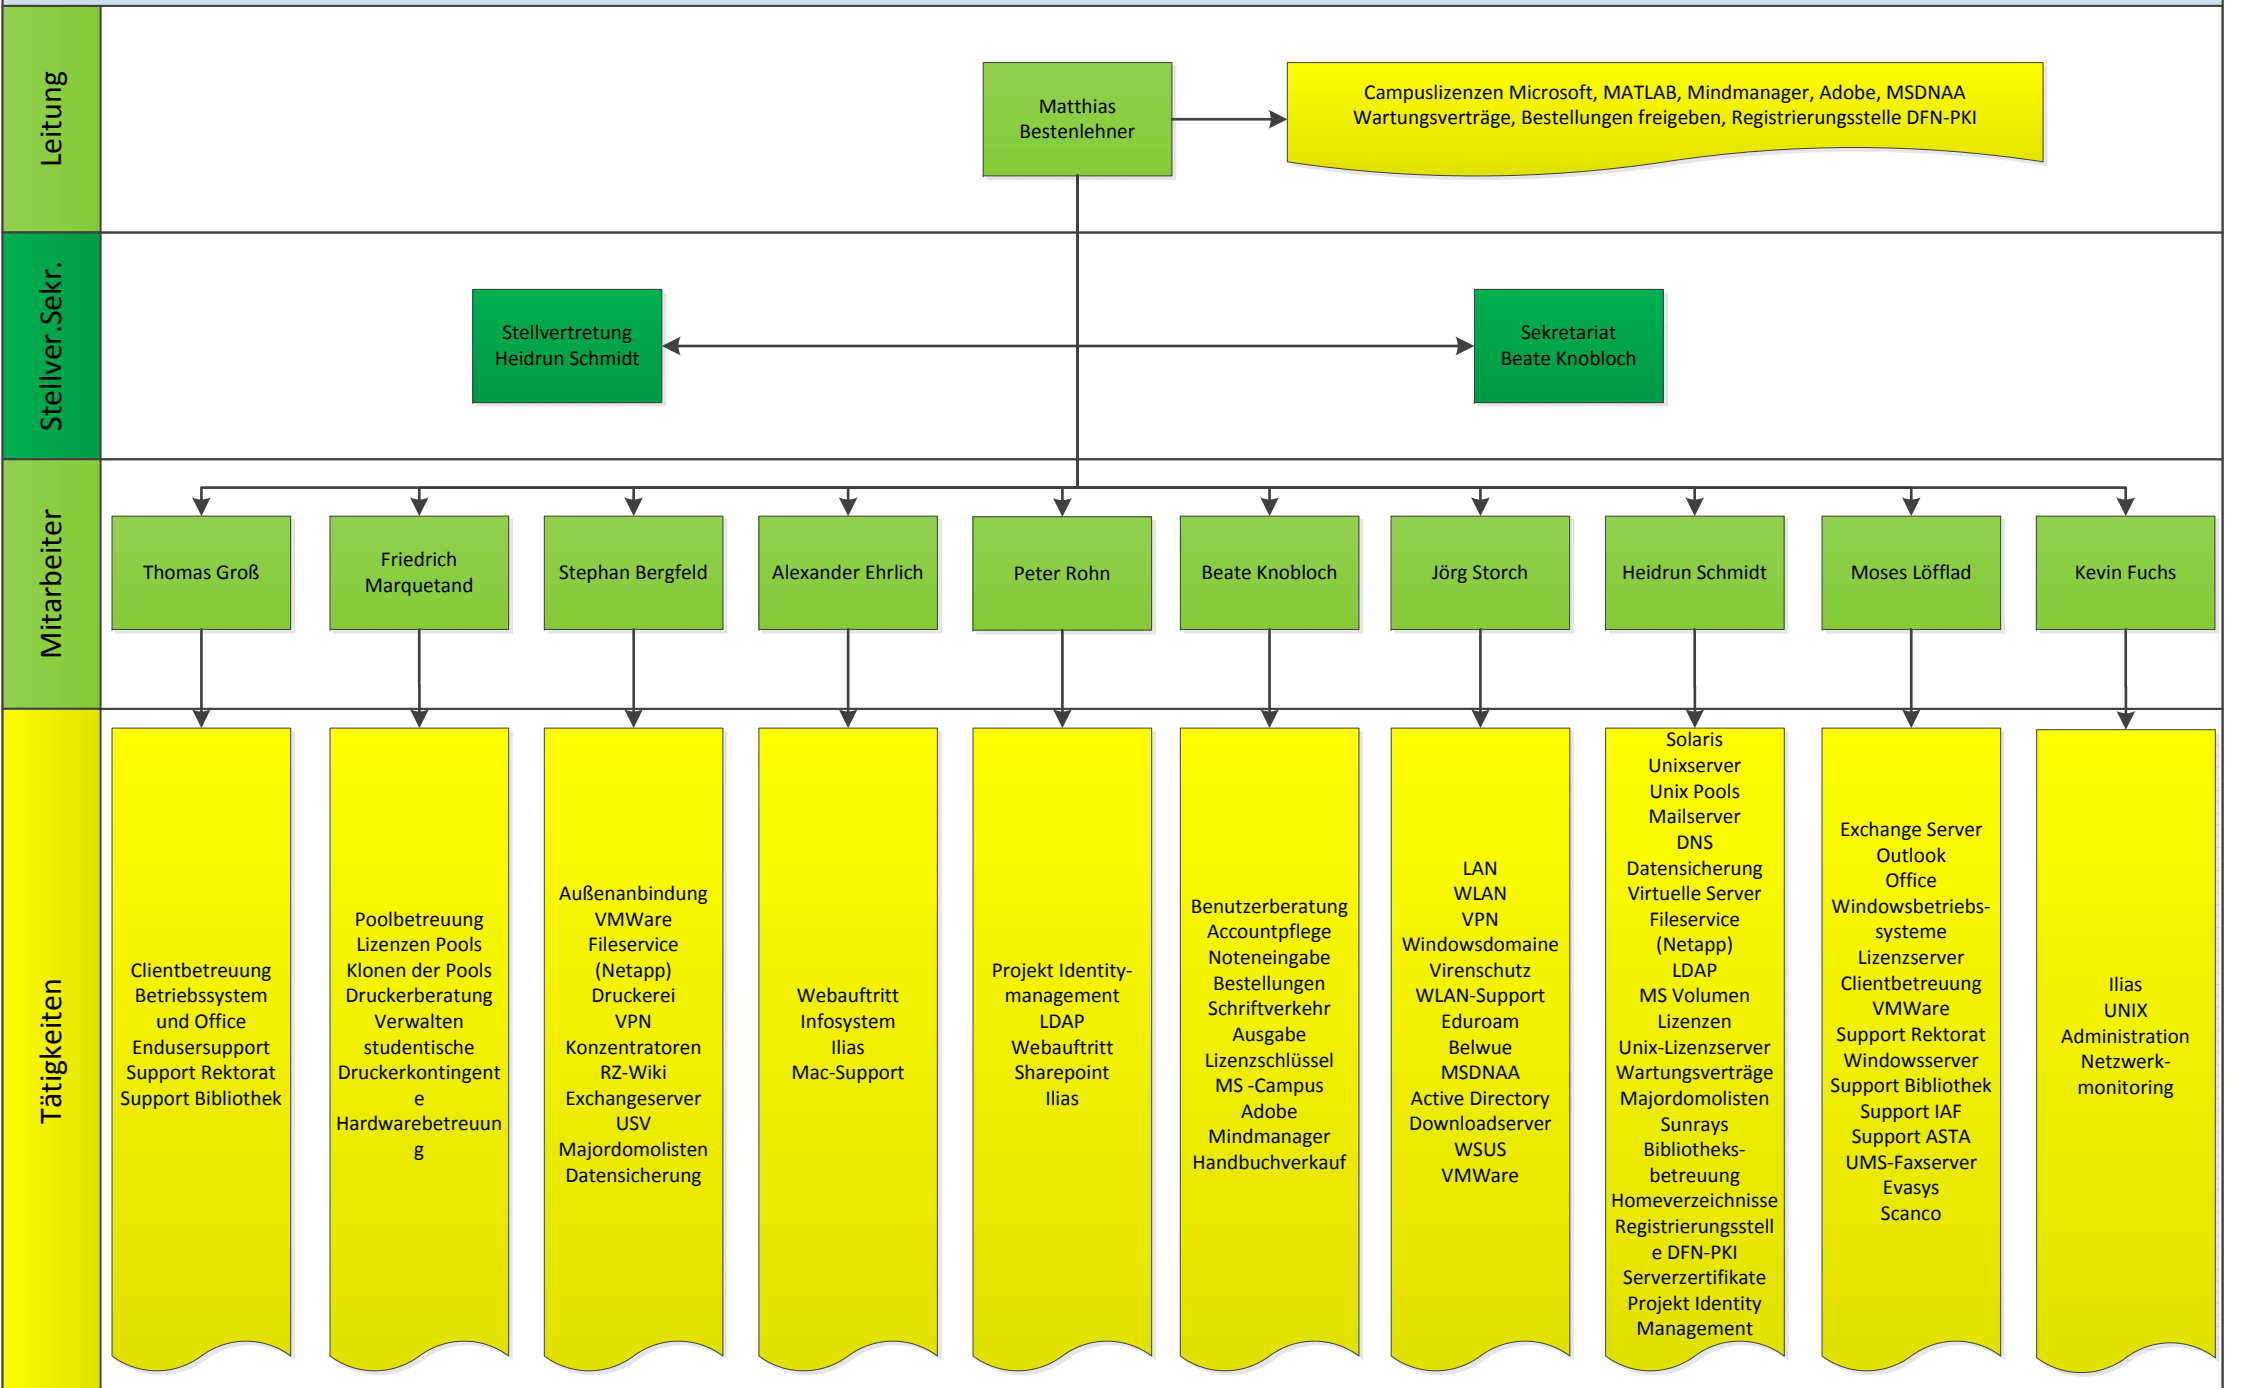 Leitung
Matthias
Bestenlehner
Campuslizenzen Microsoft, MATLAB, Mindmanager, Adobe, MSDNAA
Wartungsverträge, Bestellungen freigeben, Registrierungsstelle DFN-PKI
Stellver.Sekr.
Stellvertretung
Heidrun Schmidt
Sekretariat
Beate Knobloch
Mitarbeiter
Thomas Groß
Friedrich
Marquetand
Stephan Bergfeld
Alexander Ehrlich
Peter Rohn
Beate Knobloch
Jörg Storch
Heidrun Schmidt
Moses Löfflad
Kevin Fuchs
Tätigkeiten
Clientbetreuung
Betriebssystem
und Office
Endusersupport
Support Rektorat
Support Bibliothek
Poolbetreuung
Lizenzen Pools
Klonen der Pools
Druckerberatung
Verwalten
studentische
Druckerkontingent
e
Hardwarebetreuun
g
Außenanbindung
VMWare
Fileservice
(Netapp)
Druckerei
VPN
Konzentratoren
RZ-Wiki
Exchangeserver
USV
Majordomolisten
Datensicherung
Webauftritt
Infosystem
Ilias
Mac-Support
Projekt Identity-
management
LDAP
Webauftritt
Sharepoint
Ilias
Benutzerberatung
Accountpflege
Noteneingabe
Bestellungen
Schriftverkehr
Ausgabe
Lizenzschlüssel
MS -Campus
Adobe
Mindmanager
Handbuchverkauf
LAN
WLAN
VPN
Windowsdomaine
Virenschutz
WLAN-Support
Eduroam
Belwue
MSDNAA
Active Directory
Downloadserver
WSUS
VMWare
Solaris
Unixserver
Unix Pools
Mailserver
DNS
Datensicherung
Virtuelle Server
Fileservice
(Netapp)
LDAP
MS Volumen
Lizenzen
Unix-Lizenzserver
Wartungsverträge
Majordomolisten
Sunrays
Bibliotheks-
betreuung
Homeverzeichnisse
Registrierungsstell
e DFN-PKI
Serverzertifikate
Projekt Identity
Management
Exchange Server
Outlook
Office
Windowsbetriebs-
systeme
Lizenzserver
Clientbetreuung
VMWare
Support Rektorat
Windowsserver
Support Bibliothek
Support IAF
Support ASTA
UMS-Faxserver
Evasys
Scanco
Ilias
UNIX
Administration
Netzwerk-
monitoring